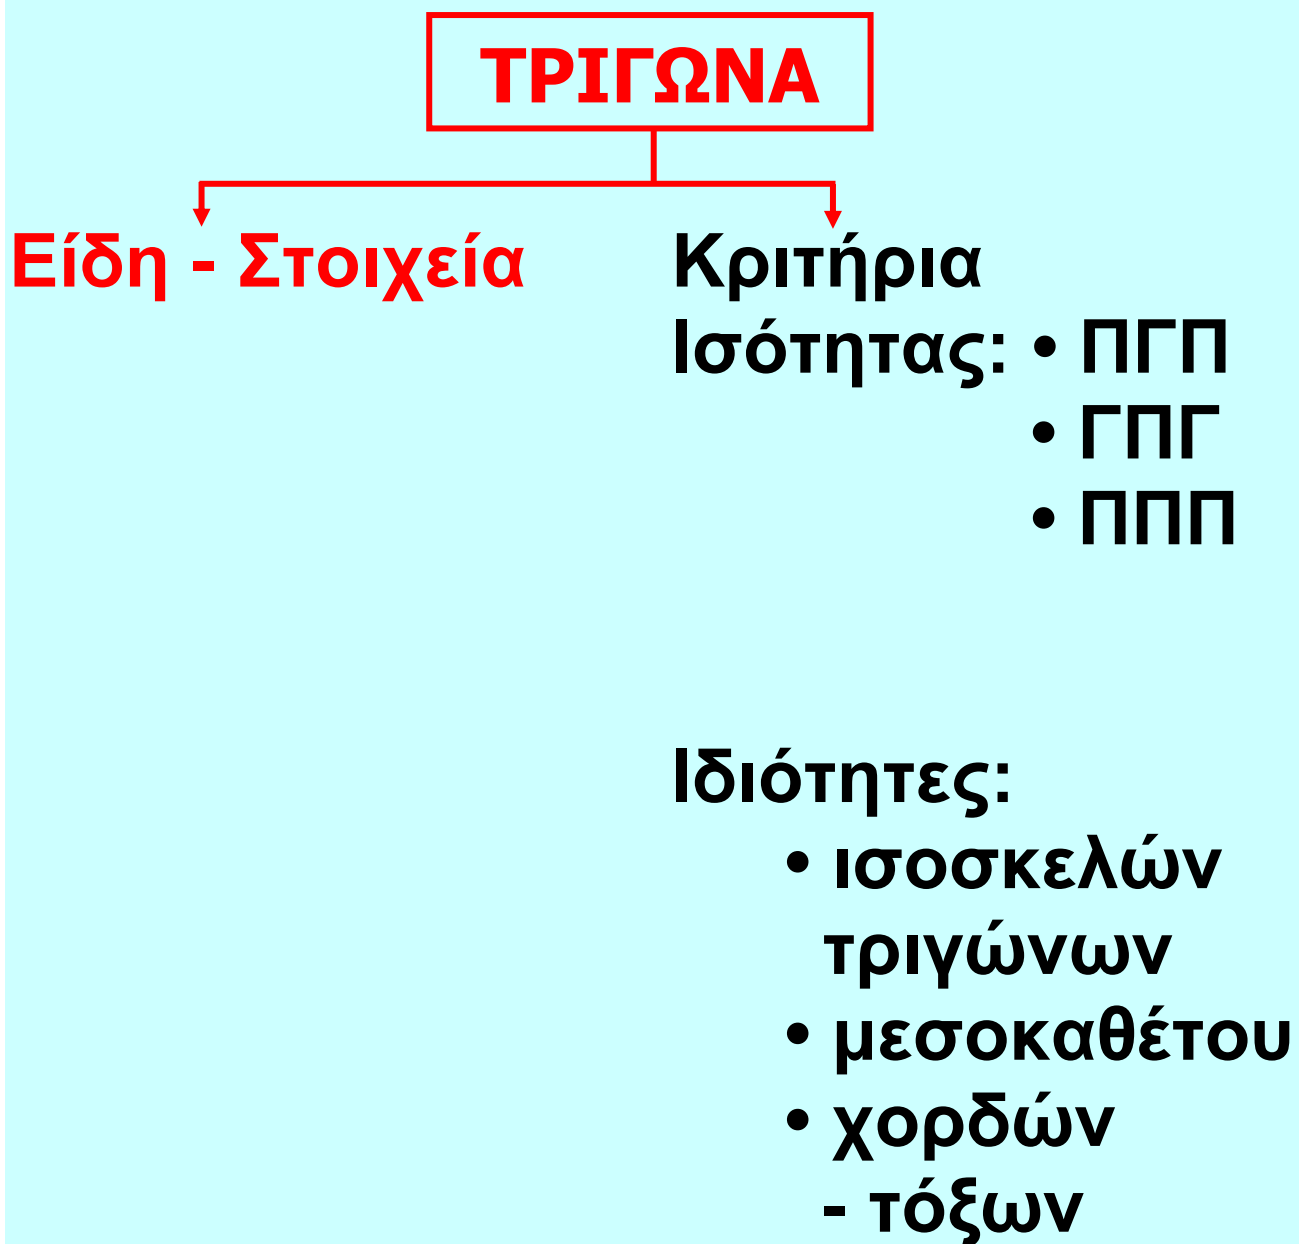 ΤΡΙΓΩΝΑ
Είδη - Στοιχεία
Κριτήρια
Ισότητας: • ΠΓΠ
• ΓΠΓ
• ΠΠΠ
Ιδιότητες:
• ισοσκελών
τριγώνων
• μεσοκαθέτου
• χορδών
- τόξων